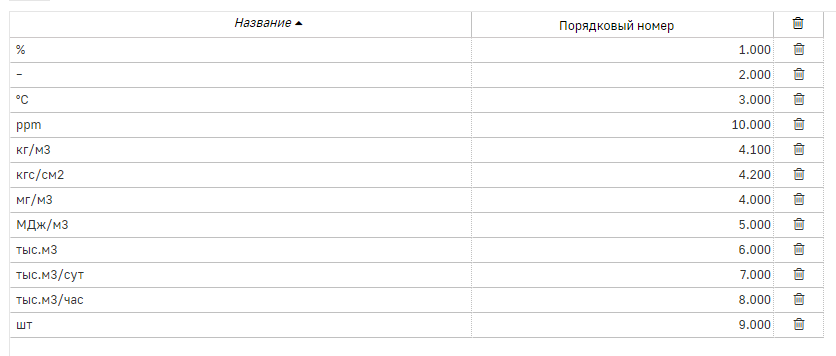 Название Порядковый номер
% 1.000
– 2.000
°C 3.000
ppm 10.000
кг/м3 4.100
кгс/см2 4.200
мг/м3 4.000
МДж/м3 5.000
тыс.м3 6.000
тыс.м3/сут 7.000
тыс.м3/час 8.000
шт 9.000